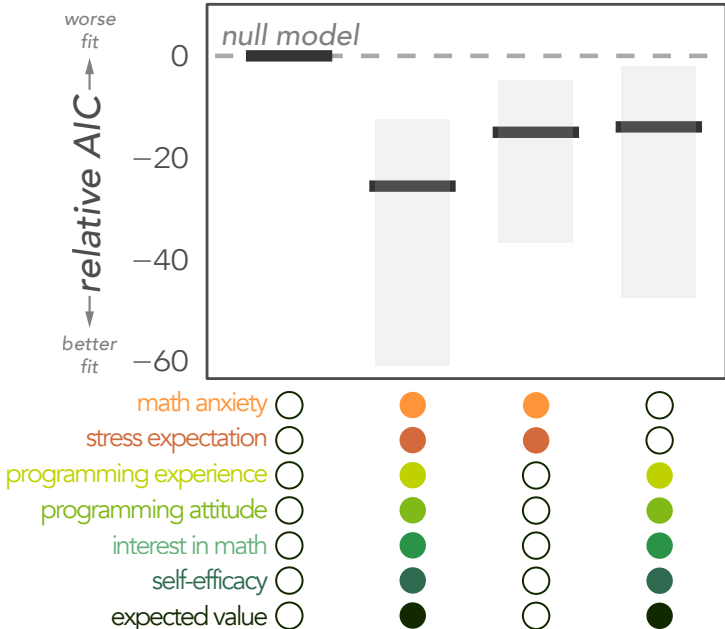 worse
fit
relative AIC
better
fit
0
−20
−40
−60
null model
math anxiety
stress expectation
programming experience
programming attitude
interest in math
self-efficacy
expected value